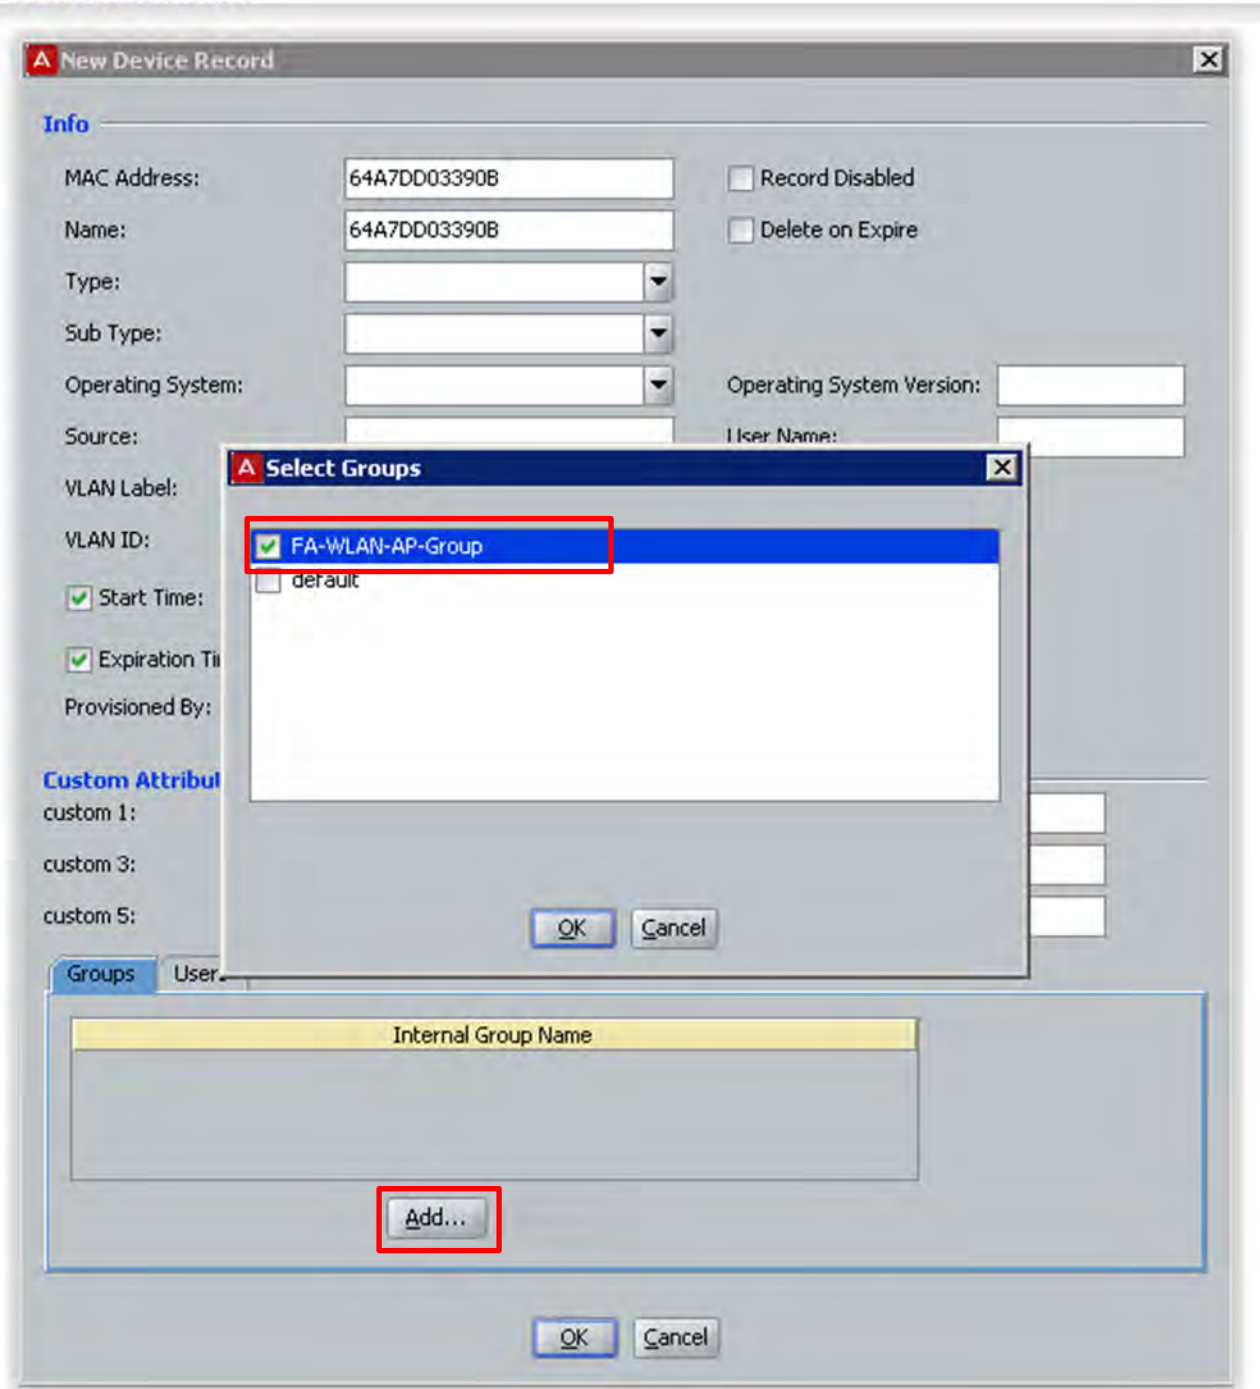 A New Device Record
Info
MAC Address: 64A7DD03390B Record Disabled
Name: 64A7DD03390B Delete on Expire
Type:
Sub Type:
Operating System: Operating System Version:
Source: User Name:
A Select Groups
VLAN Label:
VLAN ID:
FA-WLAN-AP-Group
default
Start Time:
Expiration Ti
Provisioned By:
Custom Attribut
custom 1:
custom 3:
custom 5:
OK Cancel
Groups Users
Internal Group Name
Add...
OK Cancel